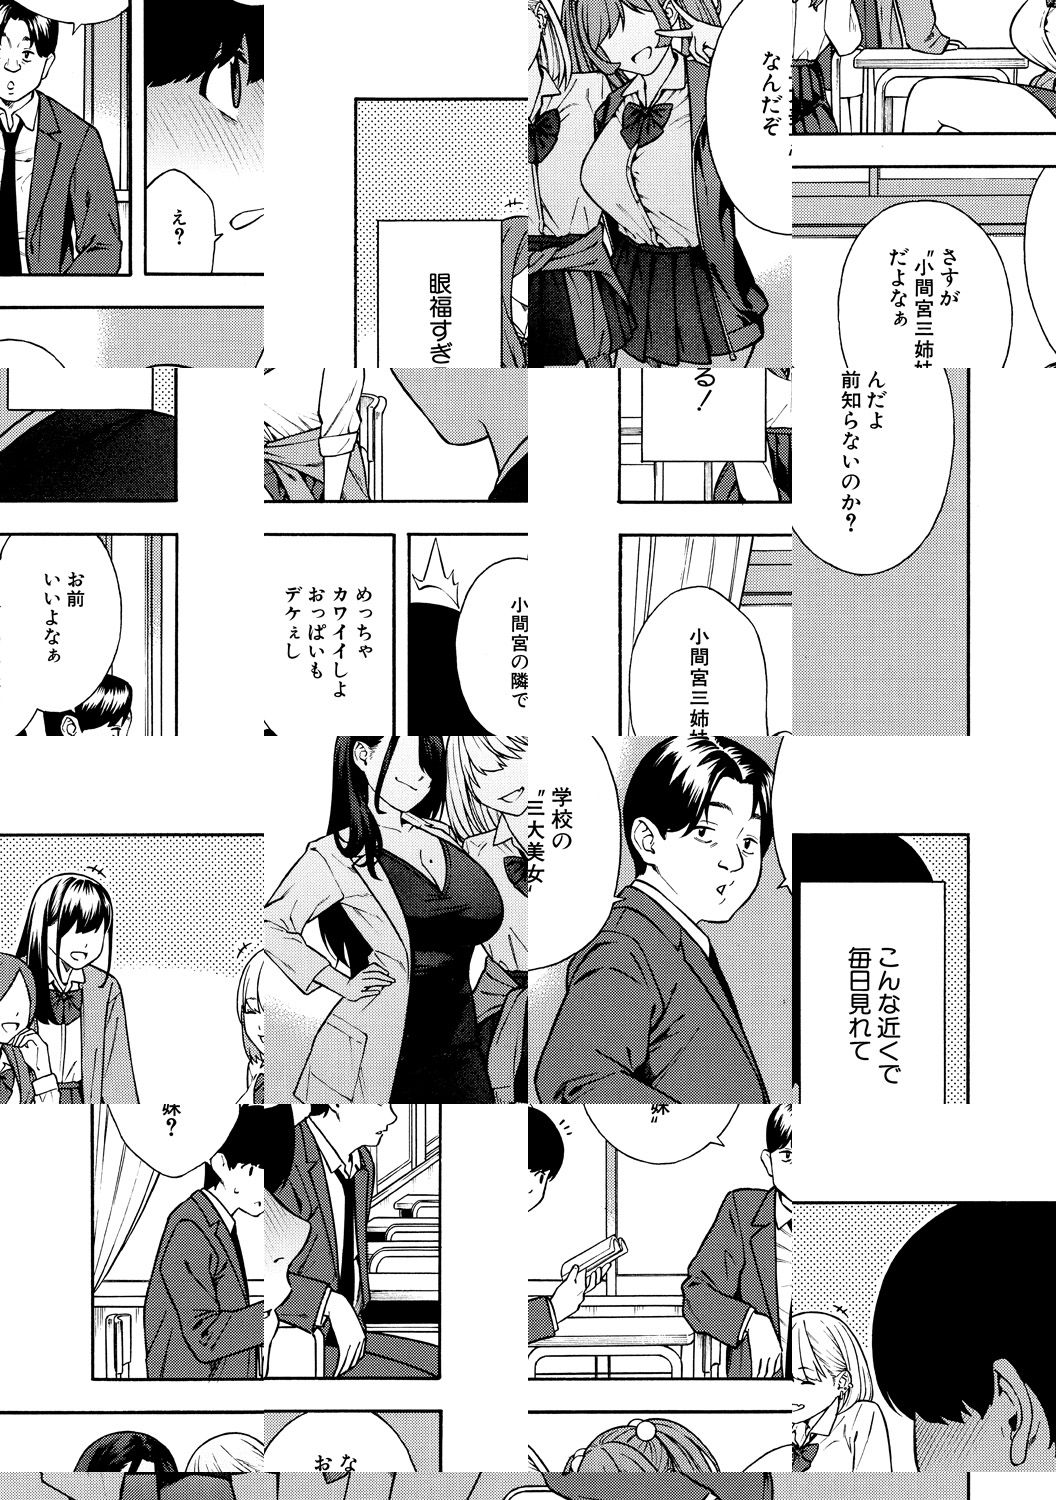 え?
眼福すぎ
なんだぞ
さすが
〝小間宮三姉妹
だよなぁ
る!
んだよ
前知らないのか?
お前
いいよなぁ
めっちゃ
カワイイしよ
おっぱいも
デケぇし
小間宮の隣で
小間宮三姉妹
学校の
〝三大美女〟
こんな近くで
毎日見れて
妹?
妹〟
な
お